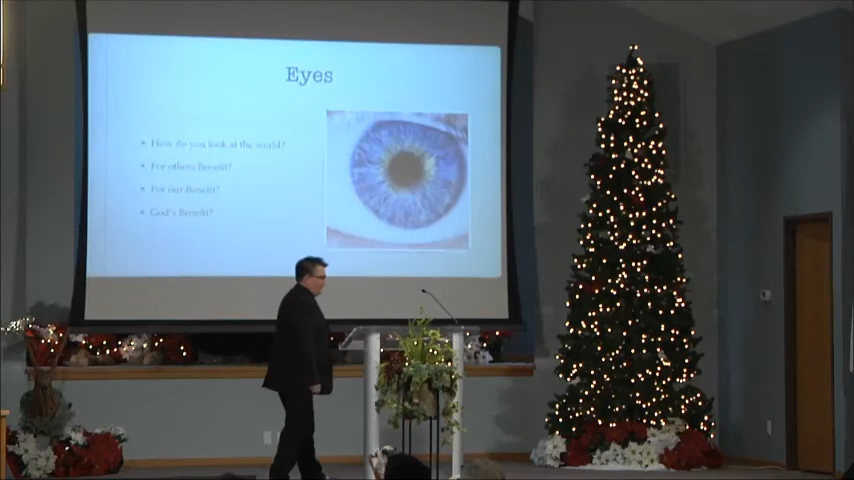 Eyes
• How do you look at the world?
• For others Benefit?
• For our Benefit?
• God's Benefit?